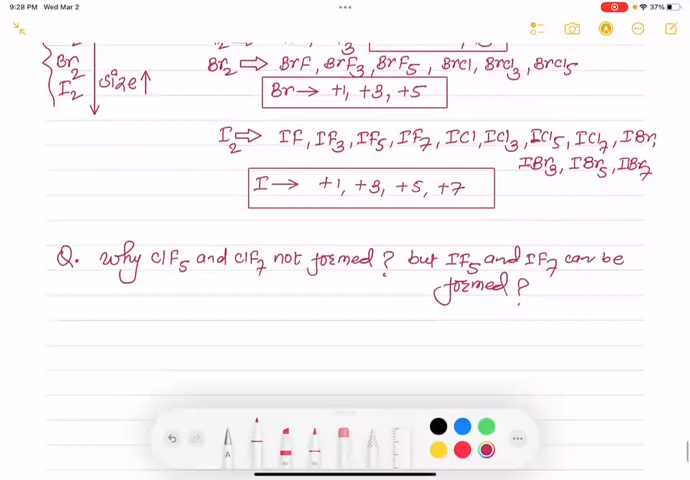 9:28 PM Wed Mar 2
37%
Br2
I2
size↑
Br2 ⇒ BrF, BrF3, BrF5, BrCl, BrCl3, BrCl5
Br → +1, +3, +5
I2 ⇒ IF, IF3, IF5, IF7, ICl, ICl3, ICl5, ICl7, IBr,
IBr3, IBr5, IBr7
I → +1, +3, +5, +7
Q. Why ClF5 and ClF7 not formed? but IF5 and IF7 can be
formed?
A